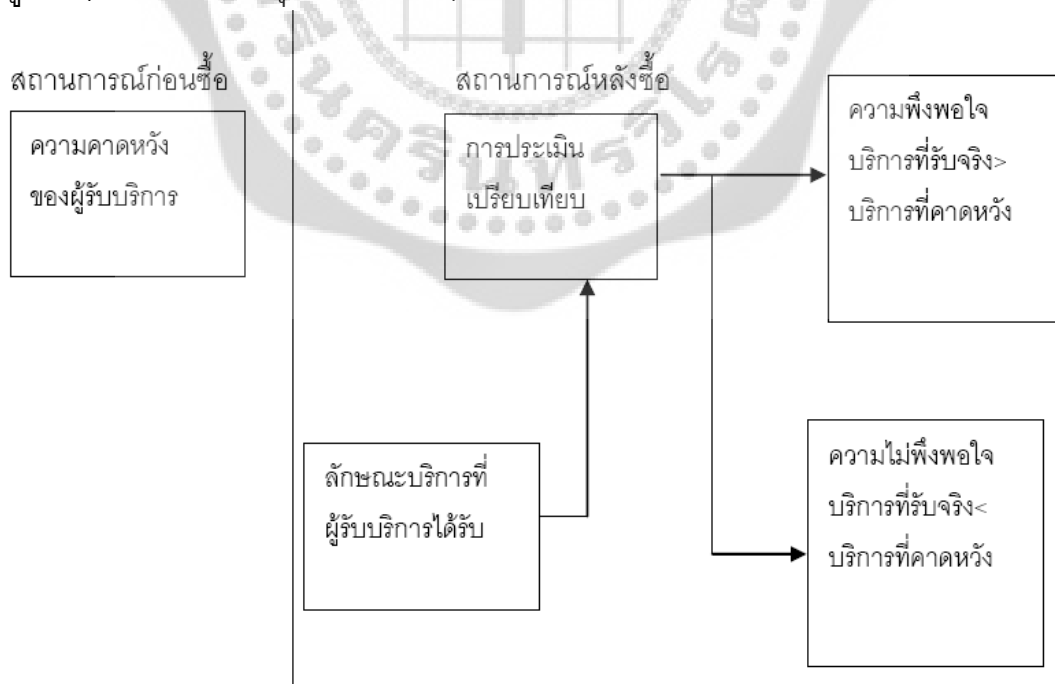 สถานการณ์ก่อนซื้อ
ความคาดหวัง
ของผู้รับบริการ
สถานการณ์หลังซื้อ
การประเมิน
เปรียบเทียบ
ความพึงพอใจ
บริการที่รับจริง>
บริการที่คาดหวัง
ลักษณะบริการที่
ผู้รับบริการได้รับ
ความไม่พึงพอใจ
บริการที่รับจริง<
บริการที่คาดหวัง